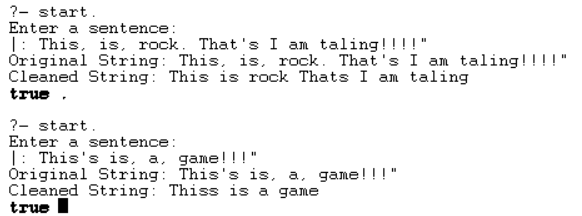 ?- start.
Enter a sentence:
|: This, is, rock. That's I am taling!!!!"
Original String: This, is, rock. That's I am taling!!!!"
Cleaned String: This is rock Thats I am taling
true .
?- start.
Enter a sentence:
|: This's is, a, game!!!"
Original String: This's is, a, game!!!"
Cleaned String: Thiss is a game
true